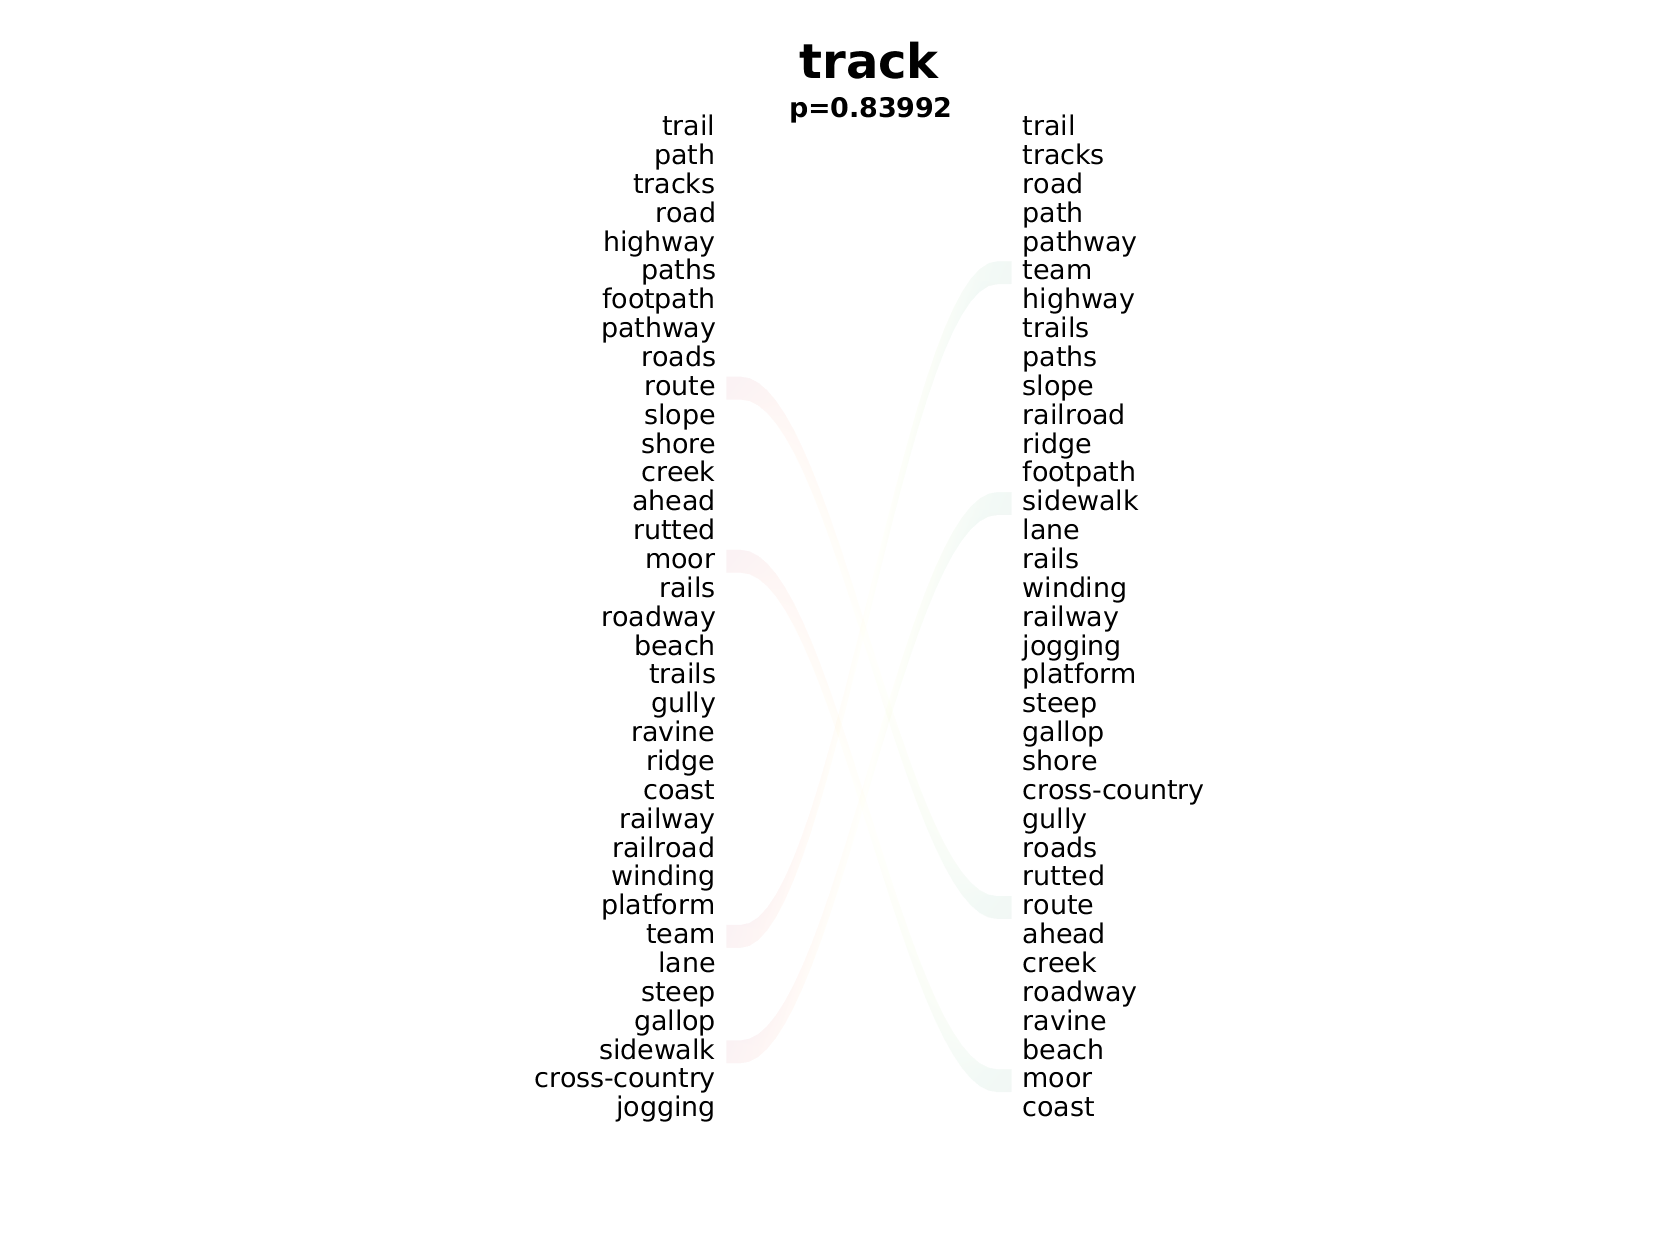 track
p=0.83992
trail trail
path tracks
tracks road
road path
highway pathway
paths team
footpath highway
pathway trails
roads paths
route slope
slope railroad
shore ridge
creek footpath
ahead sidewalk
rutted lane
moor rails
rails winding
roadway railway
beach jogging
trails platform
gully steep
ravine gallop
ridge shore
coast cross-country
railway gully
railroad roads
winding rutted
platform route
team ahead
lane creek
steep roadway
gallop ravine
sidewalk beach
cross-country moor
jogging coast